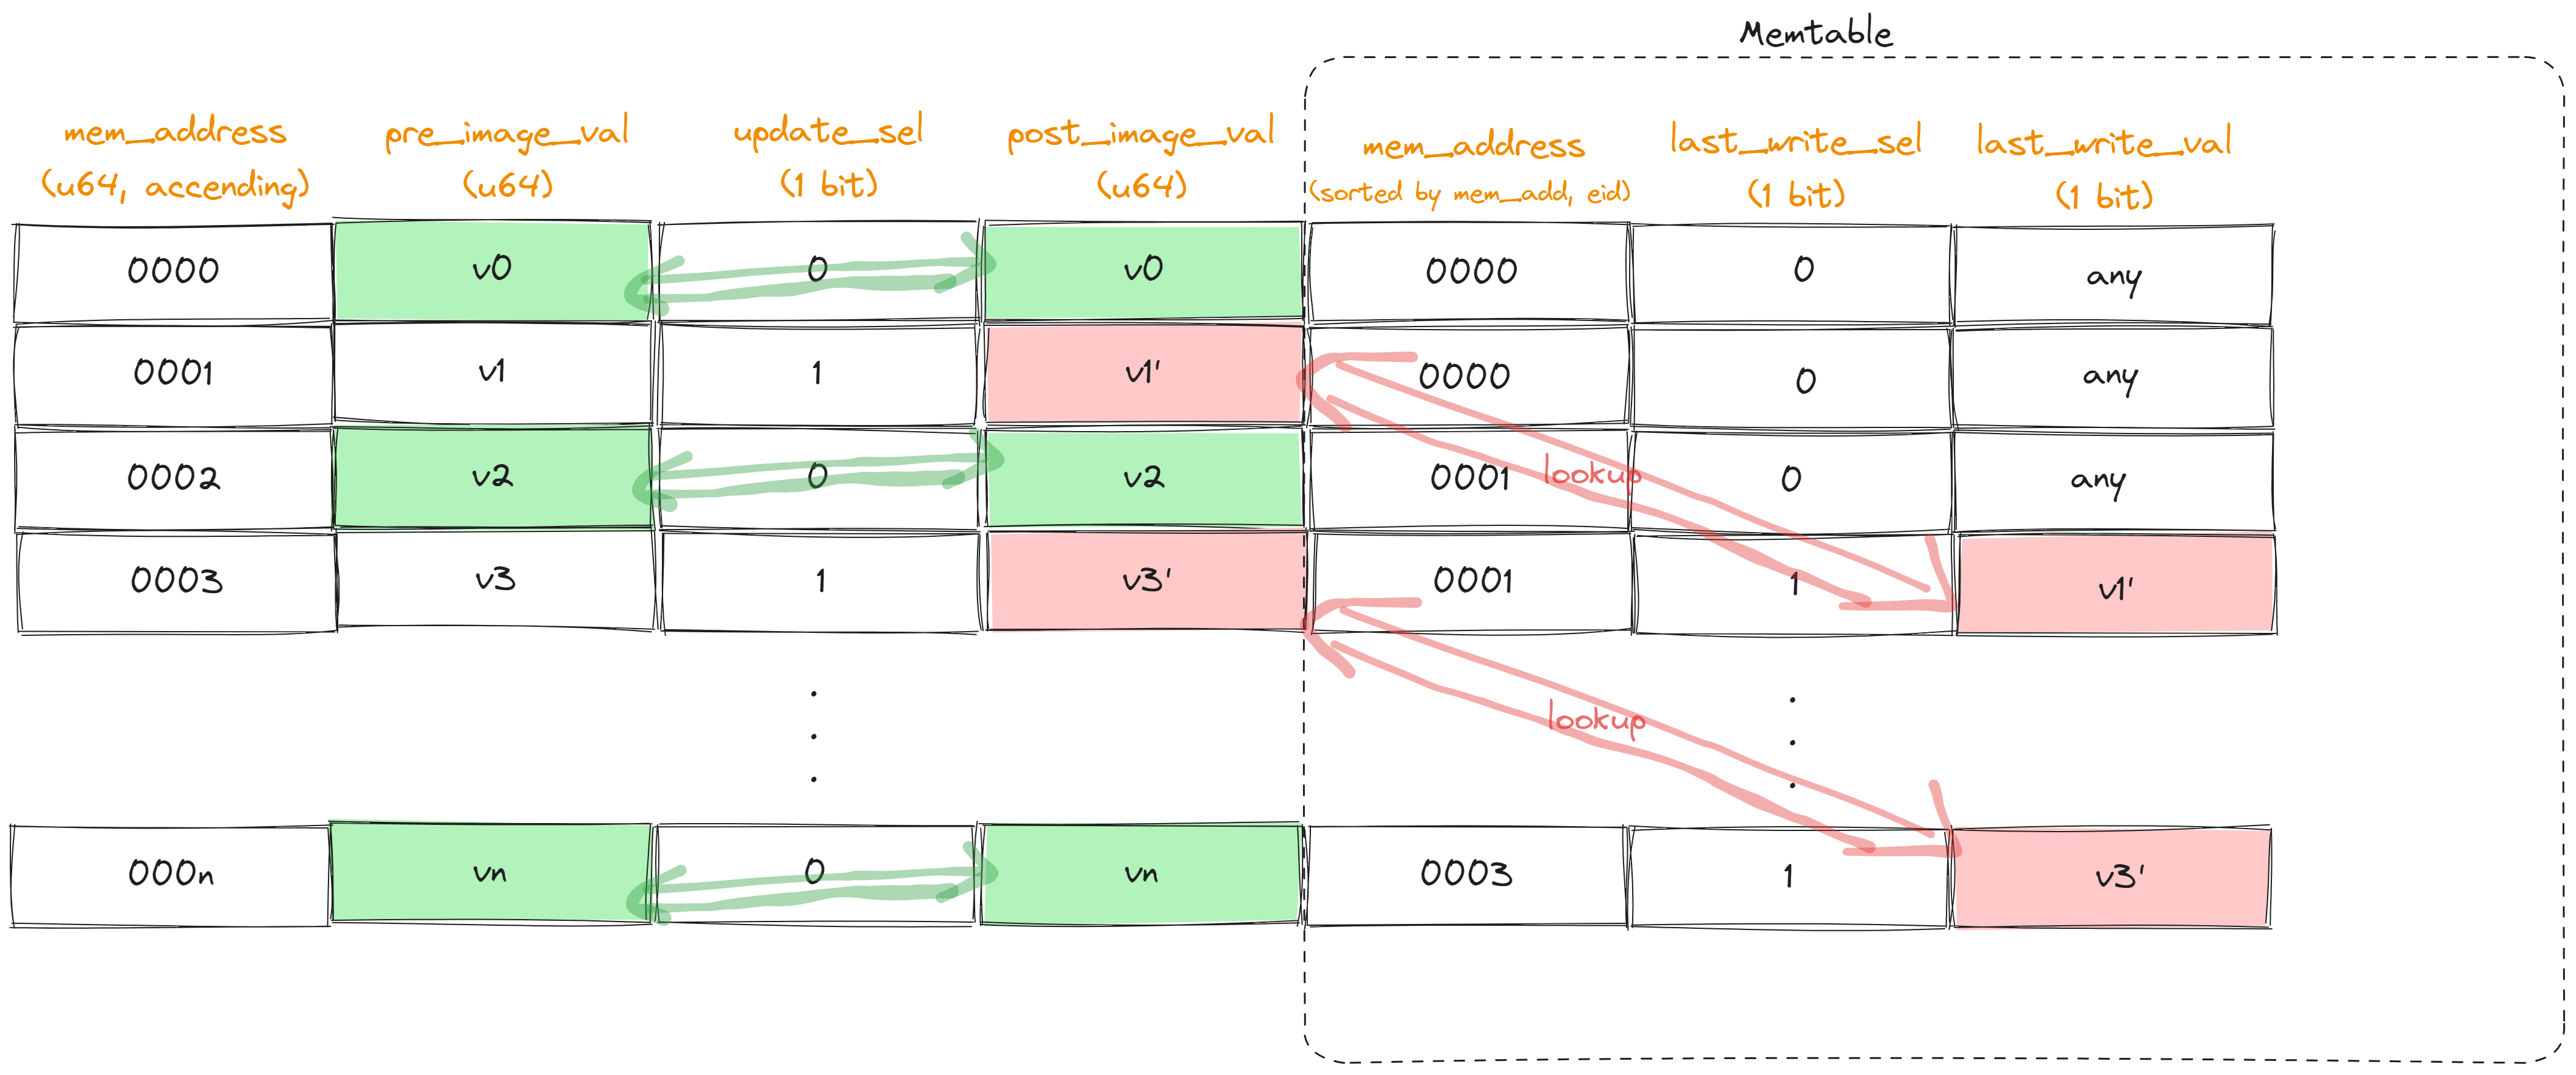 Memtable
mem_address pre_image_val update_sel post_image_val mem_address last_write_sel last_write_val
(u64, accending) (u64) (1 bit) (u64) (sorted by mem_add, eid) (1 bit) (1 bit)
0000 v0 0 v0 0000 0 any
0001 v1 1 v1' 0000 0 any
0002 v2 0 v2 0001 0 any
lookup
0003 v3 1 v3' 0001 1 v1'
lookup
000n vn 0 vn 0003 1 v3'